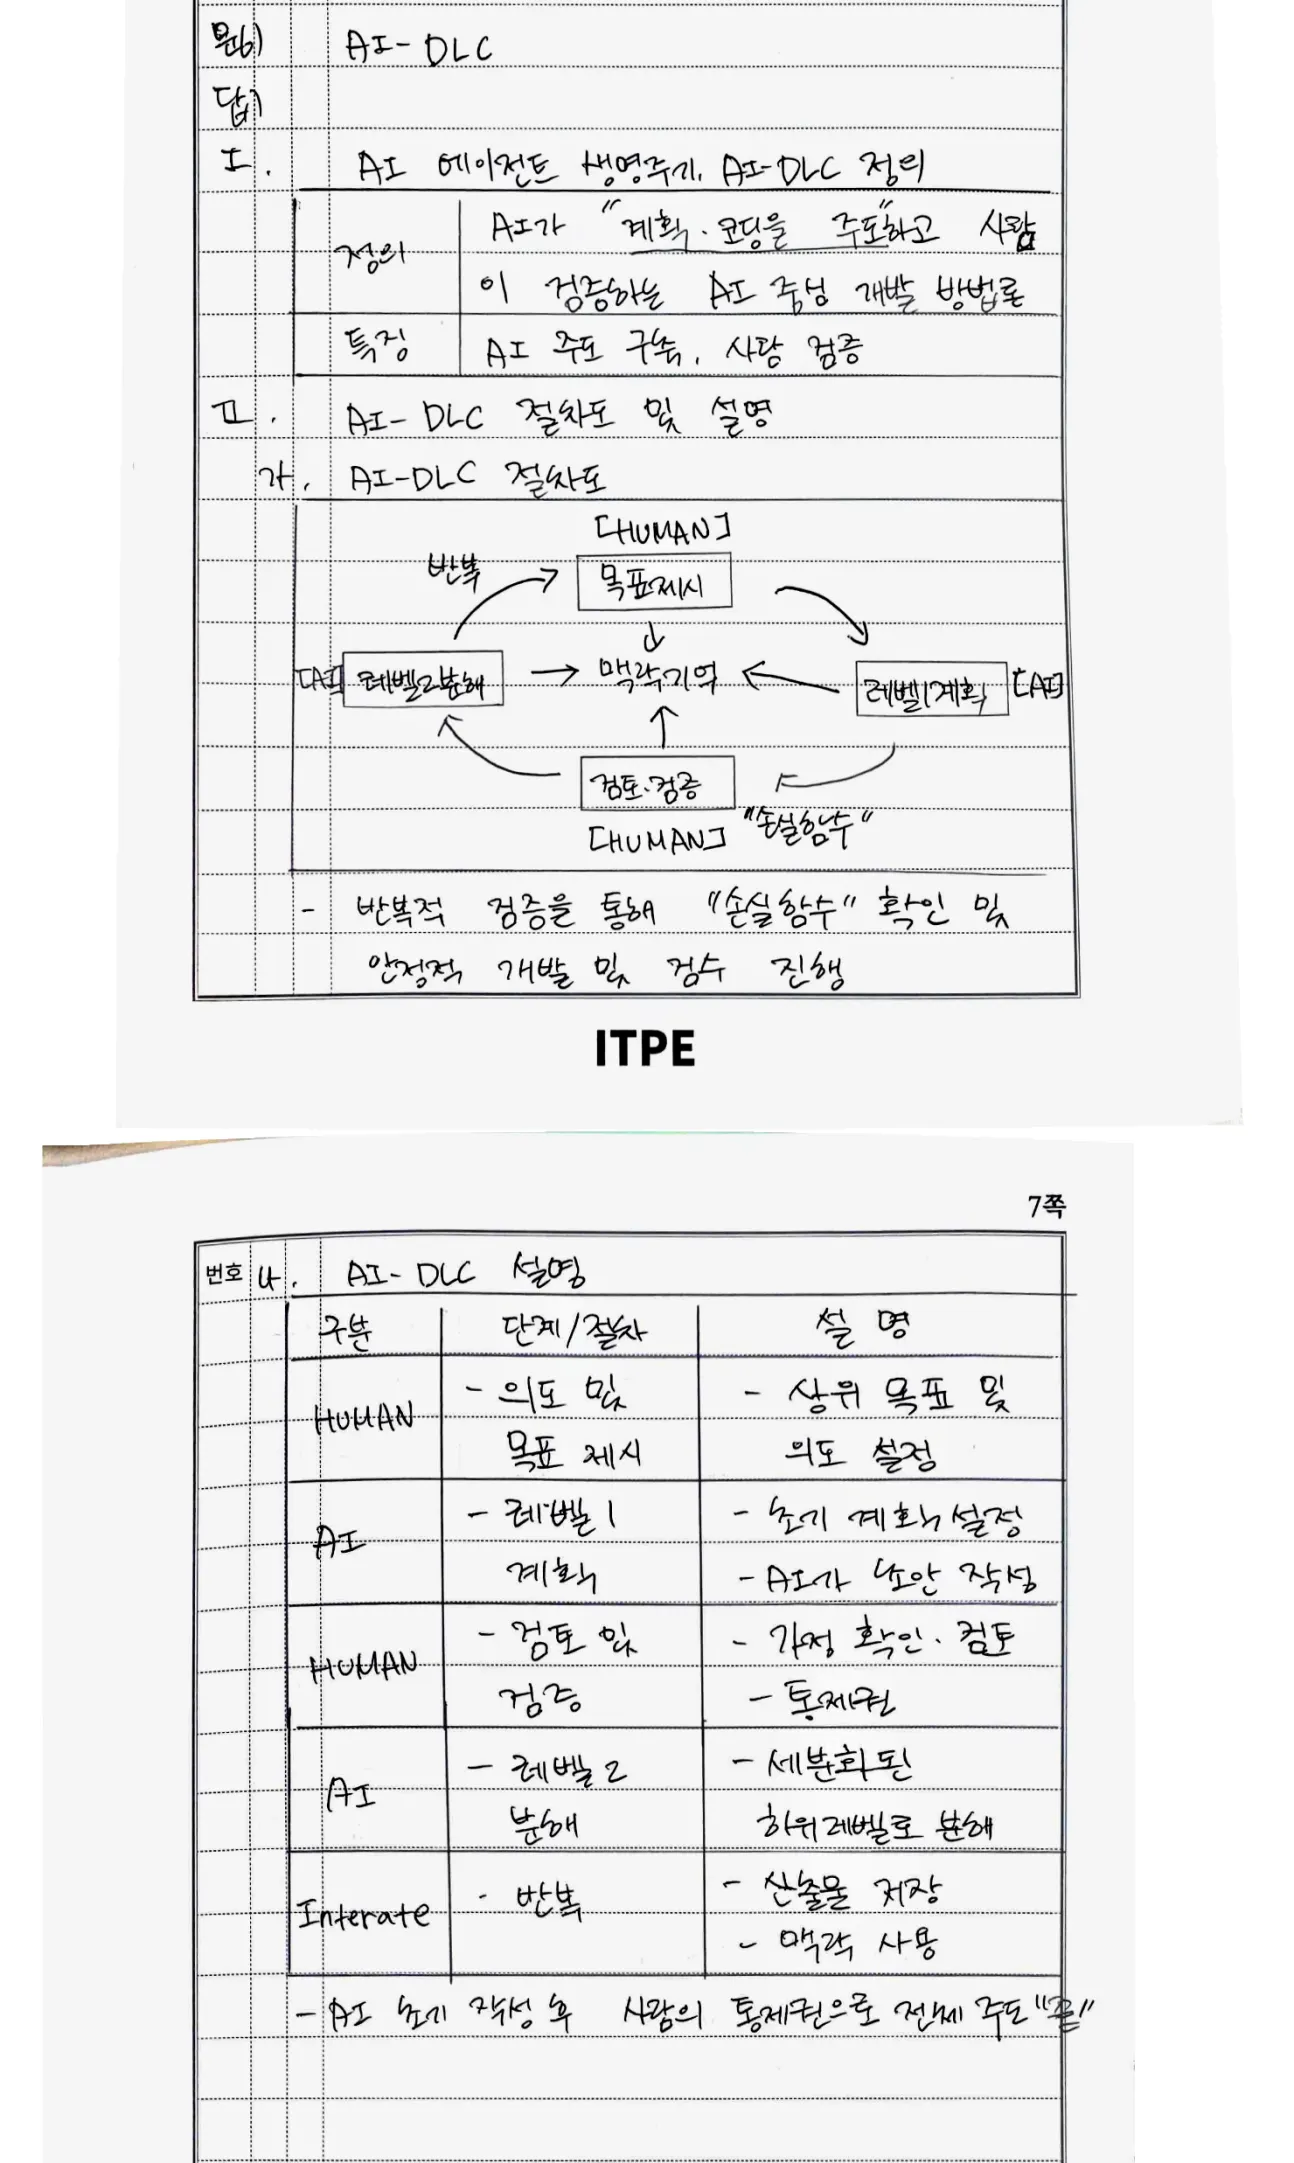 문6) AI- DLC
답)
I. AI 에이전트 생명주기, AI-DLC 정의
정의
AI가 "계획·코딩을 주도"하고 사람
이 검증하는 AI 중심 개발 방법론
특징 AI 주도 구축, 사람 검증
II. AI- DLC 절차도 및 설명
가. AI-DLC 절차도
[HUMAN]
반복
목표제시
[AI] 레벨2분해 → 맥락기억 ← 레벨1계획 [AI]
검토·검증
[HUMAN] "손실함수"
- 반복적 검증을 통해 "손실함수" 확인 및
안정적 개발 및 검수 진행
ITPE
7쪽
번호 나. AI- DLC 설명
구분 단계/절차 설명
HUMAN
- 의도 및
목표 제시
- 상위 목표 및
의도 설정
AI
- 레벨1
계획
- 초기 계획 설정
- AI가 초안 작성
HUMAN
- 검토 및
검증
- 가정 확인·검토
- 통제권
AI
- 레벨2
분해
- 세분화된
하위레벨로 분해
Interate
- 반복
- 산출물 저장
- 맥락 사용
- AI 초기 작성 후 사람의 통제권으로 전체 주도 "끝"